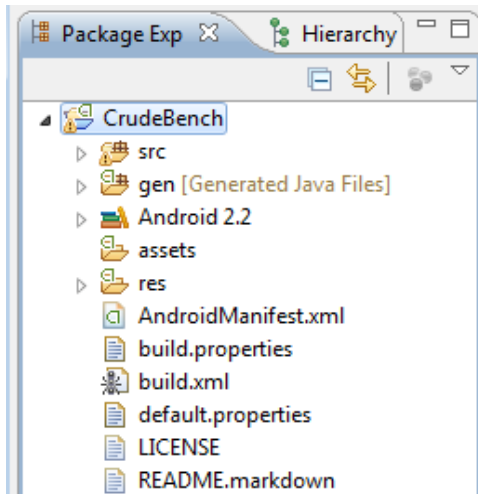 Package Exp Hierarchy
CrudeBench
src
gen [Generated Java Files]
Android 2.2
assets
res
AndroidManifest.xml
build.properties
build.xml
default.properties
LICENSE
README.markdown